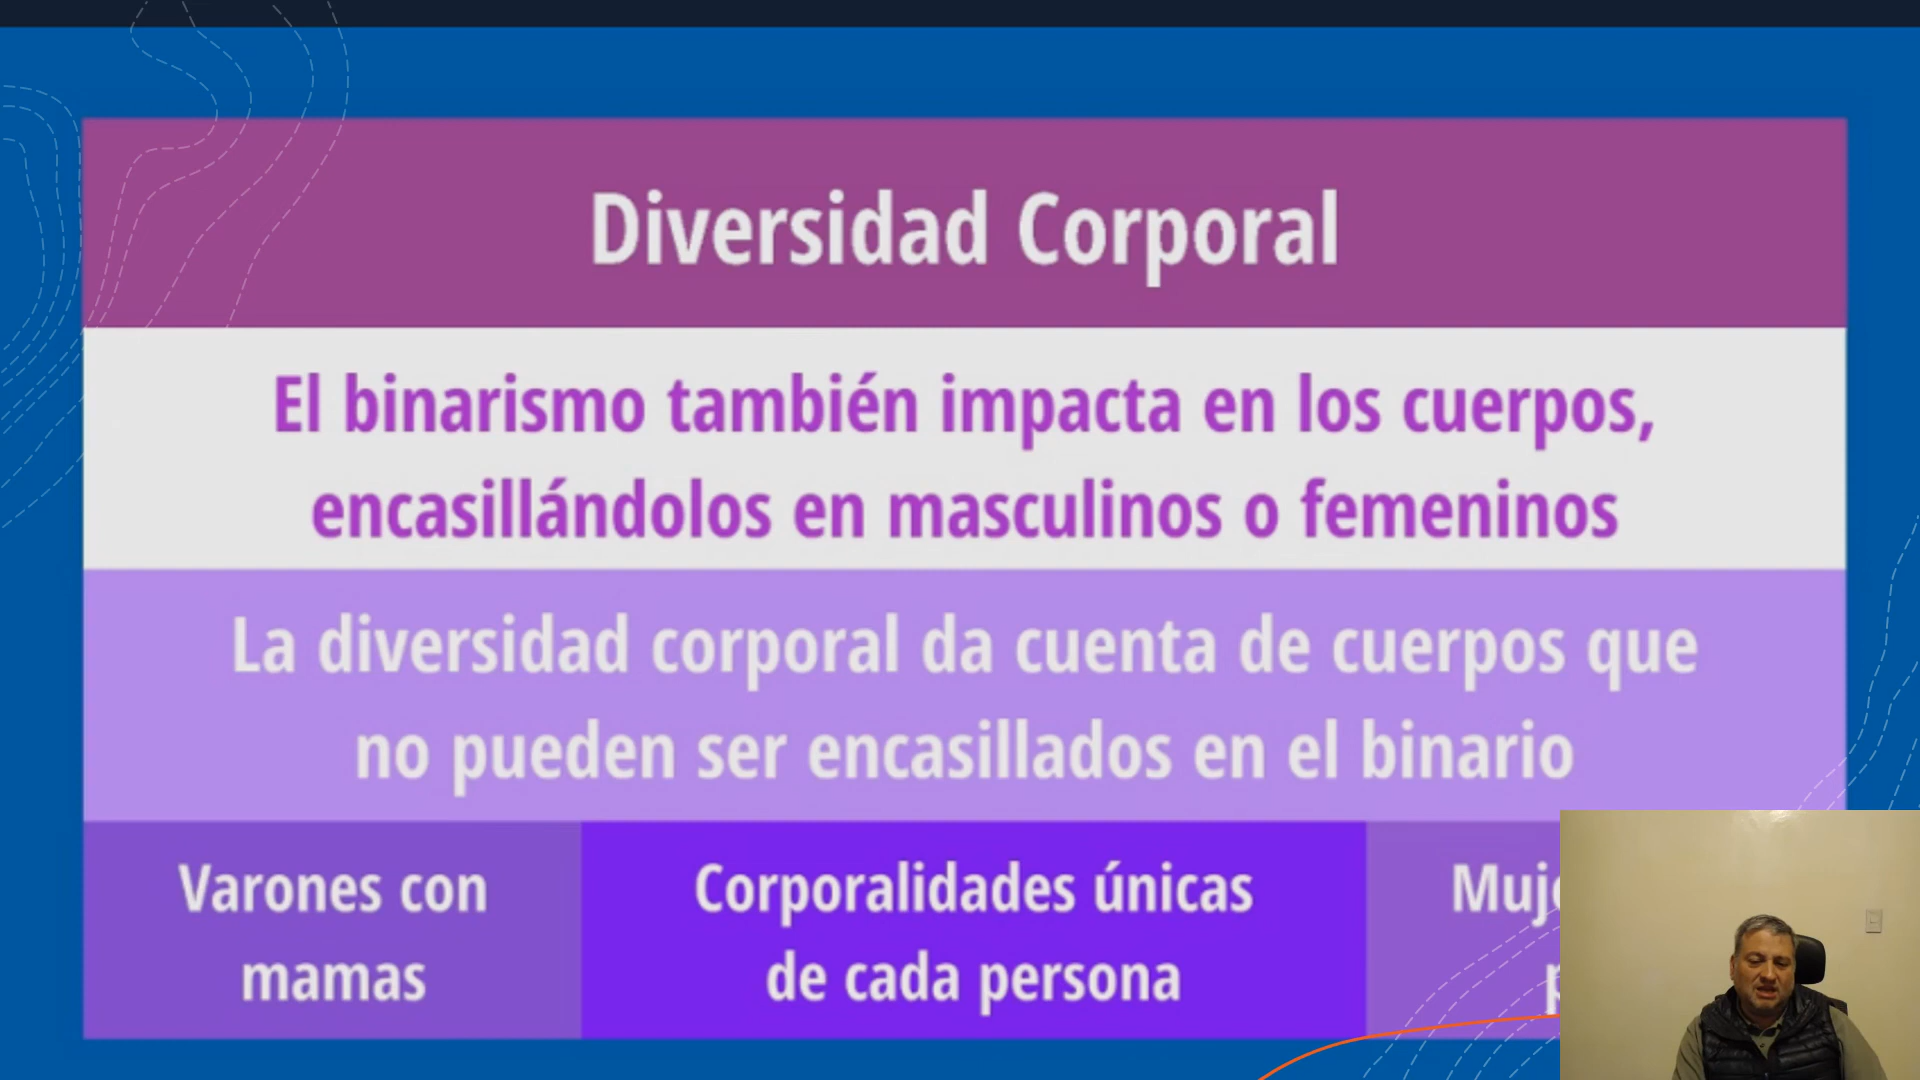 Diversidad Corporal
El binarismo también impacta en los cuerpos,
encasillándolos en masculinos o femeninos
La diversidad corporal da cuenta de cuerpos que
no pueden ser encasillados en el binario
Varones con
mamas
Corporalidades únicas
de cada persona